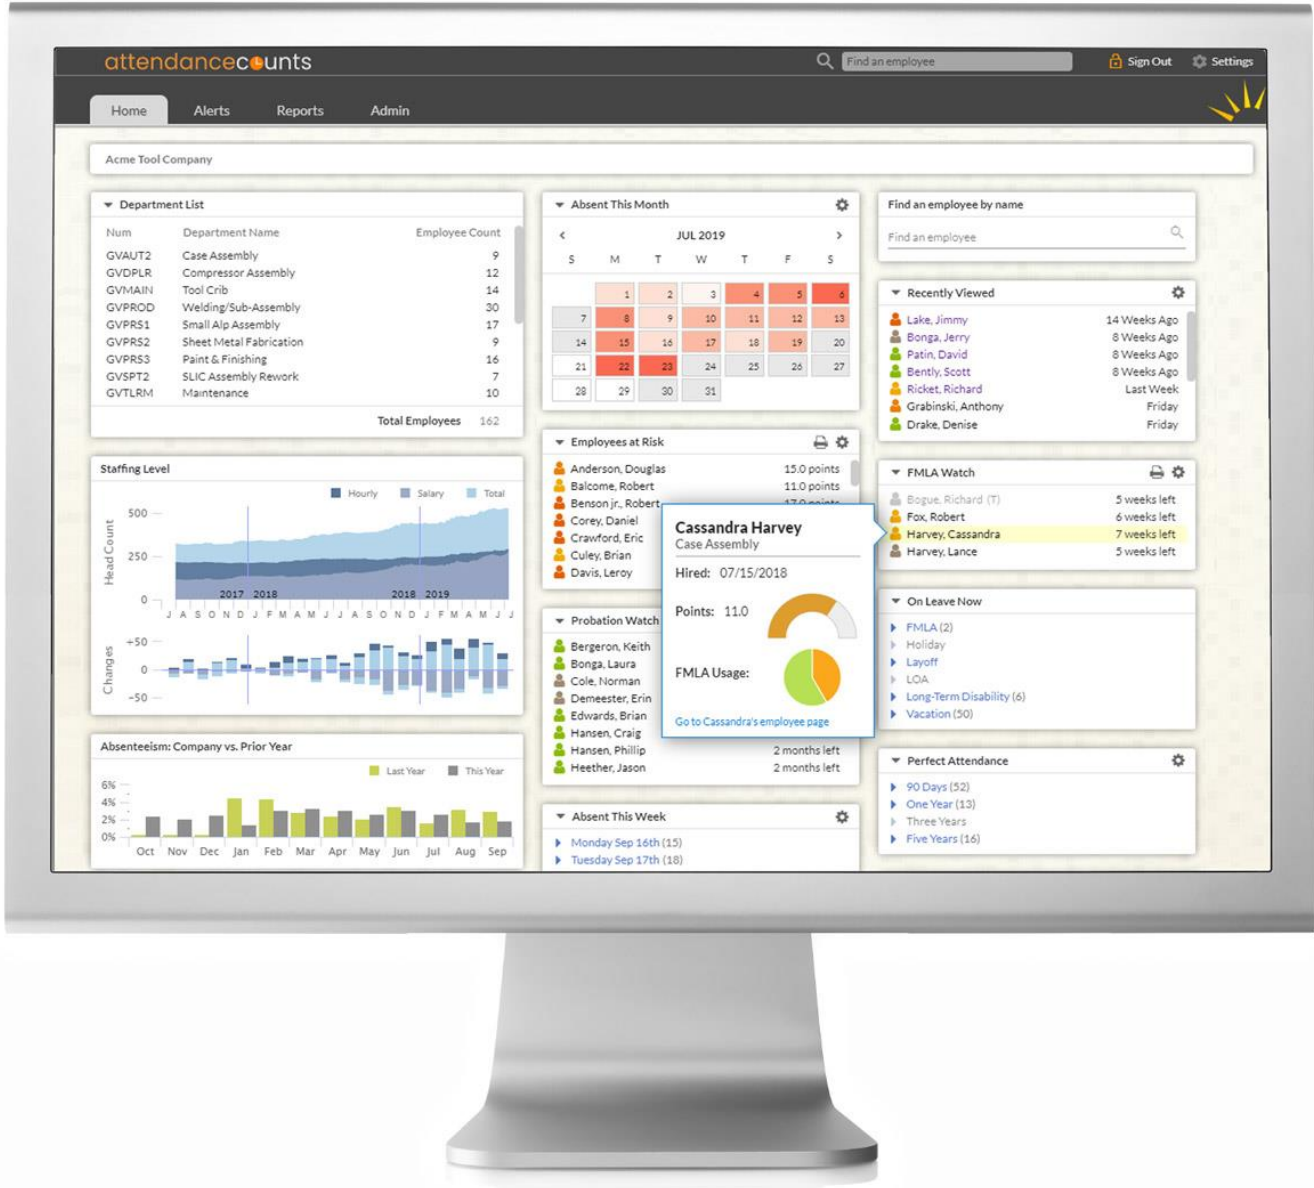 attendancecounts
Find an employee
Sign Out
Settings
Home
Alerts
Reports
Admin
Acme Tool Company
Department List
Num Department Name Employee Count
GVAUT2 Case Assembly 9
GVDPLR Compressor Assembly 12
GVMAIN Tool Crib 14
GVPROD Welding/Sub-Assembly 30
GVPRS1 Small Alp Assembly 17
GVPRS2 Sheet Metal Fabrication 9
GVPRS3 Paint & Finishing 16
GVSPT2 SLIC Assembly Rework 7
GVTLRM Maintenance 10
Total Employees 162
Staffing Level
Hourly Salary Total
Head Count
500
250
0
2017 2018 2018 2019
J A S O N D J F M A M J J A S O N D J F M A M J J
Changes
+50
0
-50
Absenteeism: Company vs. Prior Year
Last Year This Year
6%
4%
2%
0%
Oct Nov Dec Jan Feb Mar Apr May Jun Jul Aug Sep
Absent This Month
< JUL 2019 >
S M T W T F S
1 2 3 4 5 6
7 8 9 10 11 12 13
14 15 16 17 18 19 20
21 22 23 24 25 26 27
28 29 30 31
Employees at Risk
Anderson, Douglas 15.0 points
Balcome, Robert 11.0 points
Benson jr., Robert 17.0 points
Corey, Daniel
Crawford, Eric
Culey, Brian
Davis, Leroy
Probation Watch
Bergeron, Keith
Bonga, Laura
Cole, Norman
Demeester, Erin
Edwards, Brian
Hansen, Craig
Hansen, Phillip 2 months left
Heether, Jason 2 months left
Absent This Week
Monday Sep 16th (15)
Tuesday Sep 17th (18)
Cassandra Harvey
Case Assembly
Hired: 07/15/2018
Points: 11.0
FMLA Usage:
Go to Cassandra's employee page
Find an employee by name
Find an employee
Recently Viewed
Lake, Jimmy 14 Weeks Ago
Bonga, Jerry 8 Weeks Ago
Patin, David 8 Weeks Ago
Bently, Scott 8 Weeks Ago
Ricket, Richard Last Week
Grabinski, Anthony Friday
Drake, Denise Friday
FMLA Watch
Bogue, Richard (T) 5 weeks left
Fox, Robert 6 weeks left
Harvey, Cassandra 7 weeks left
Harvey, Lance 5 weeks left
On Leave Now
FMLA (2)
Holiday
Layoff
LOA
Long-Term Disability (6)
Vacation (50)
Perfect Attendance
90 Days (52)
One Year (13)
Three Years
Five Years (16)